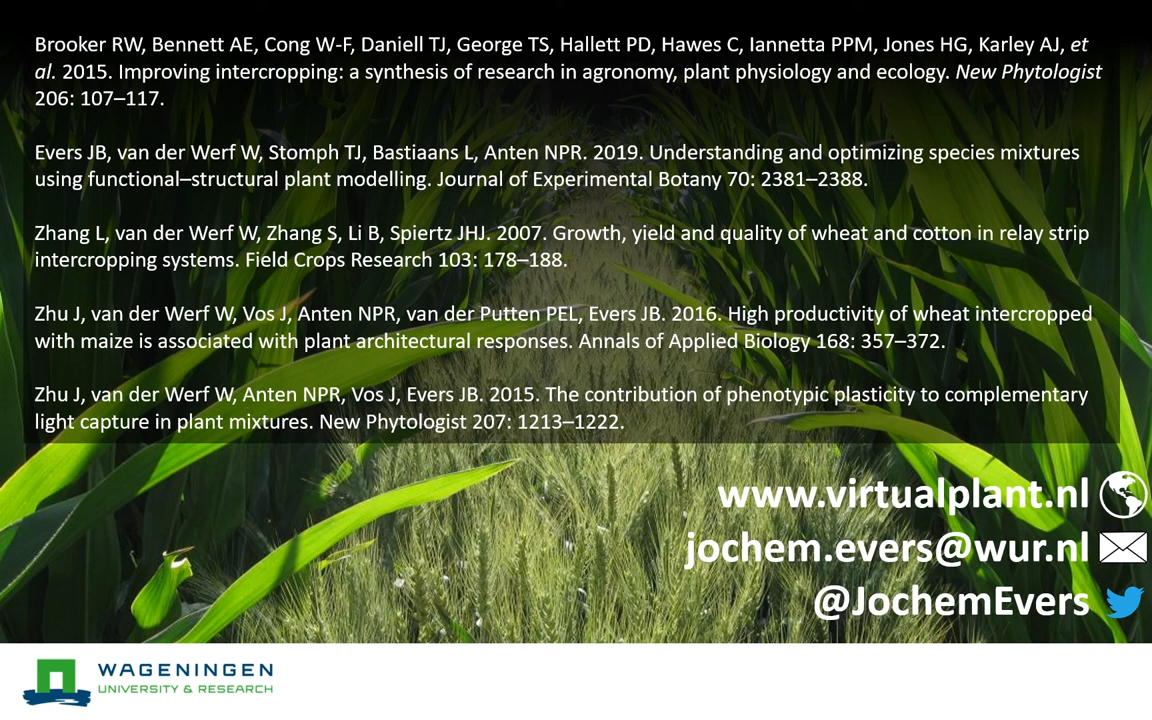 Brooker RW, Bennett AE, Cong W-F, Daniell TJ, George TS, Hallett PD, Hawes C, Iannetta PPM, Jones HG, Karley AJ, et
al. 2015. Improving intercropping: a synthesis of research in agronomy, plant physiology and ecology. New Phytologist
206: 107–117.
Evers JB, van der Werf W, Stomph TJ, Bastiaans L, Anten NPR. 2019. Understanding and optimizing species mixtures
using functional–structural plant modelling. Journal of Experimental Botany 70: 2381–2388.
Zhang L, van der Werf W, Zhang S, Li B, Spiertz JHJ. 2007. Growth, yield and quality of wheat and cotton in relay strip
intercropping systems. Field Crops Research 103: 178–188.
Zhu J, van der Werf W, Vos J, Anten NPR, van der Putten PEL, Evers JB. 2016. High productivity of wheat intercropped
with maize is associated with plant architectural responses. Annals of Applied Biology 168: 357–372.
Zhu J, van der Werf W, Anten NPR, Vos J, Evers JB. 2015. The contribution of phenotypic plasticity to complementary
light capture in plant mixtures. New Phytologist 207: 1213–1222.
www.virtualplant.nl
jochem.evers@wur.nl
@JochemEvers
WAGENINGEN
UNIVERSITY & RESEARCH